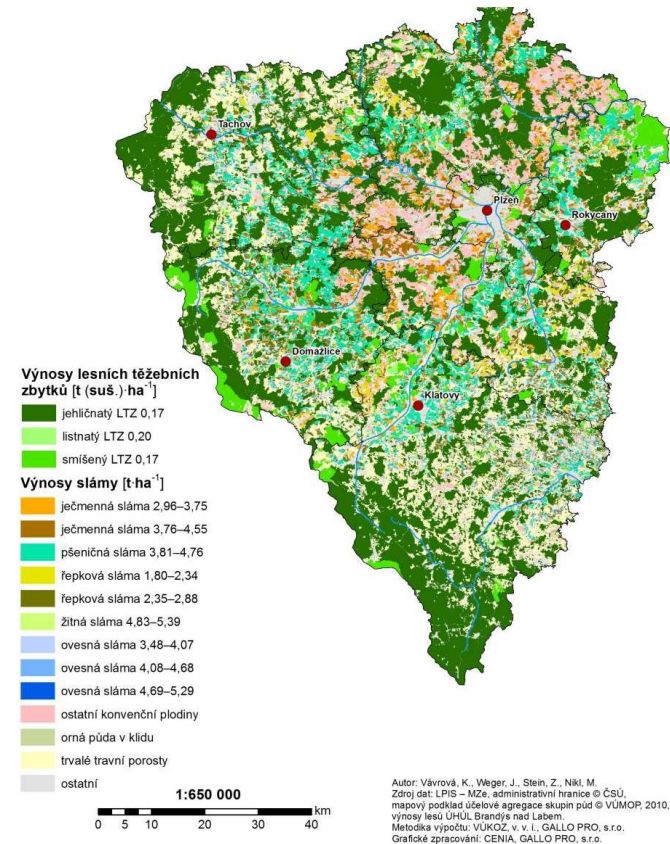 Tachov
Plzeň
Rokycany
Domažlice
Klatovy
Výnosy lesních těžebních
zbytků [t (suš.)·ha⁻¹]
jehličnatý LTZ 0,17
listnatý LTZ 0,20
smíšený LTZ 0,17
Výnosy slámy [t·ha⁻¹]
ječmenná sláma 2,96–3,75
ječmenná sláma 3,76–4,55
pšeničná sláma 3,81–4,76
řepková sláma 1,80–2,34
řepková sláma 2,35–2,88
žitná sláma 4,83–5,39
ovesná sláma 3,48–4,07
ovesná sláma 4,08–4,68
ovesná sláma 4,69–5,29
ostatní konvenční plodiny
orná půda v klidu
trvalé travní porosty
ostatní
1:650 000
km
0 5 10 20 30 40
Autor: Vávrová, K., Weger, J., Stein, Z., Nikl, M.
Zdroj dat: LPIS – MZe, administrativní hranice © ČSÚ,
mapový podklad účelové agregace skupin půd © VÚMOP, 2010,
výnosy lesů ÚHÚL Brandýs nad Labem.
Metodika výpočtu: VÚKOZ, v. v. i., GALLO PRO, s.r.o.
Grafické zpracování: CENIA, GALLO PRO, s.r.o.